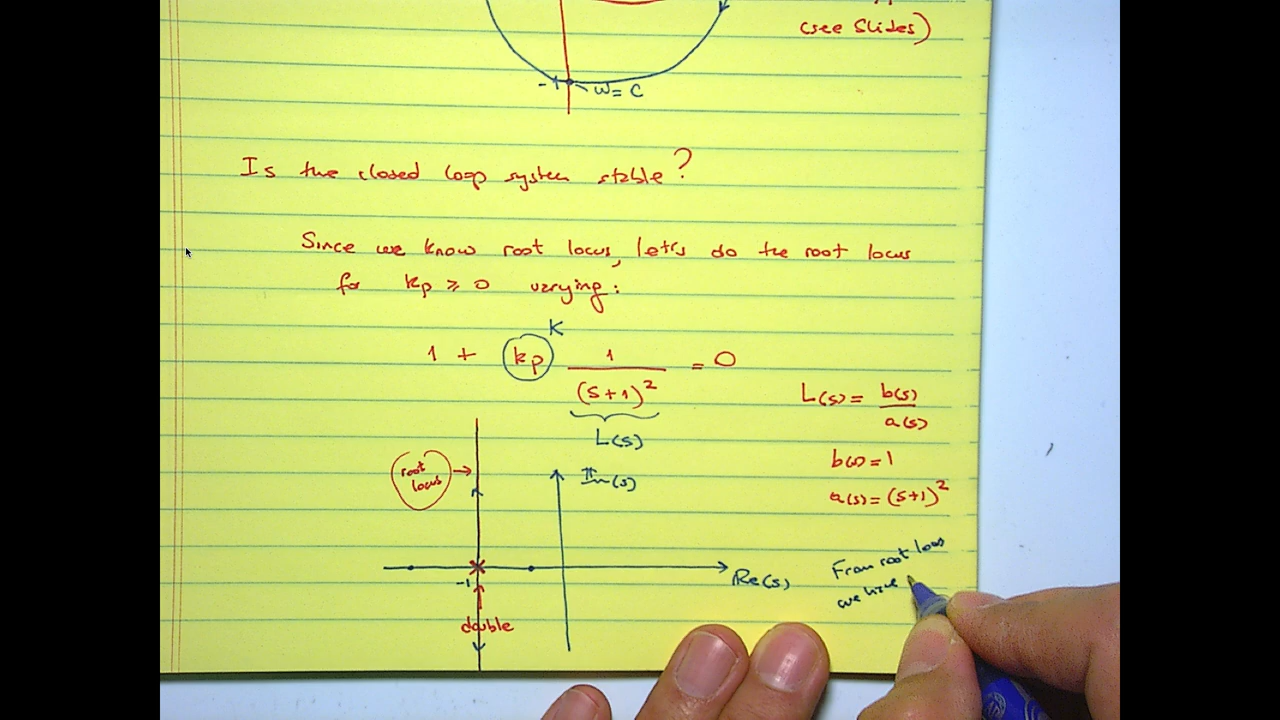 (see Slides)
-1 w = c
Is the closed loop system stable?
Since we know root locus, let's do the root locus
for kp ≥ 0 varying:
K
1 + kp 1/(s+1)² = 0
L(s)
L(s) = b(s)/a(s)
b(s) = 1
a(s) = (s+1)²
root locus
Im(s)
Re(s)
-1
double
From root locus
we have